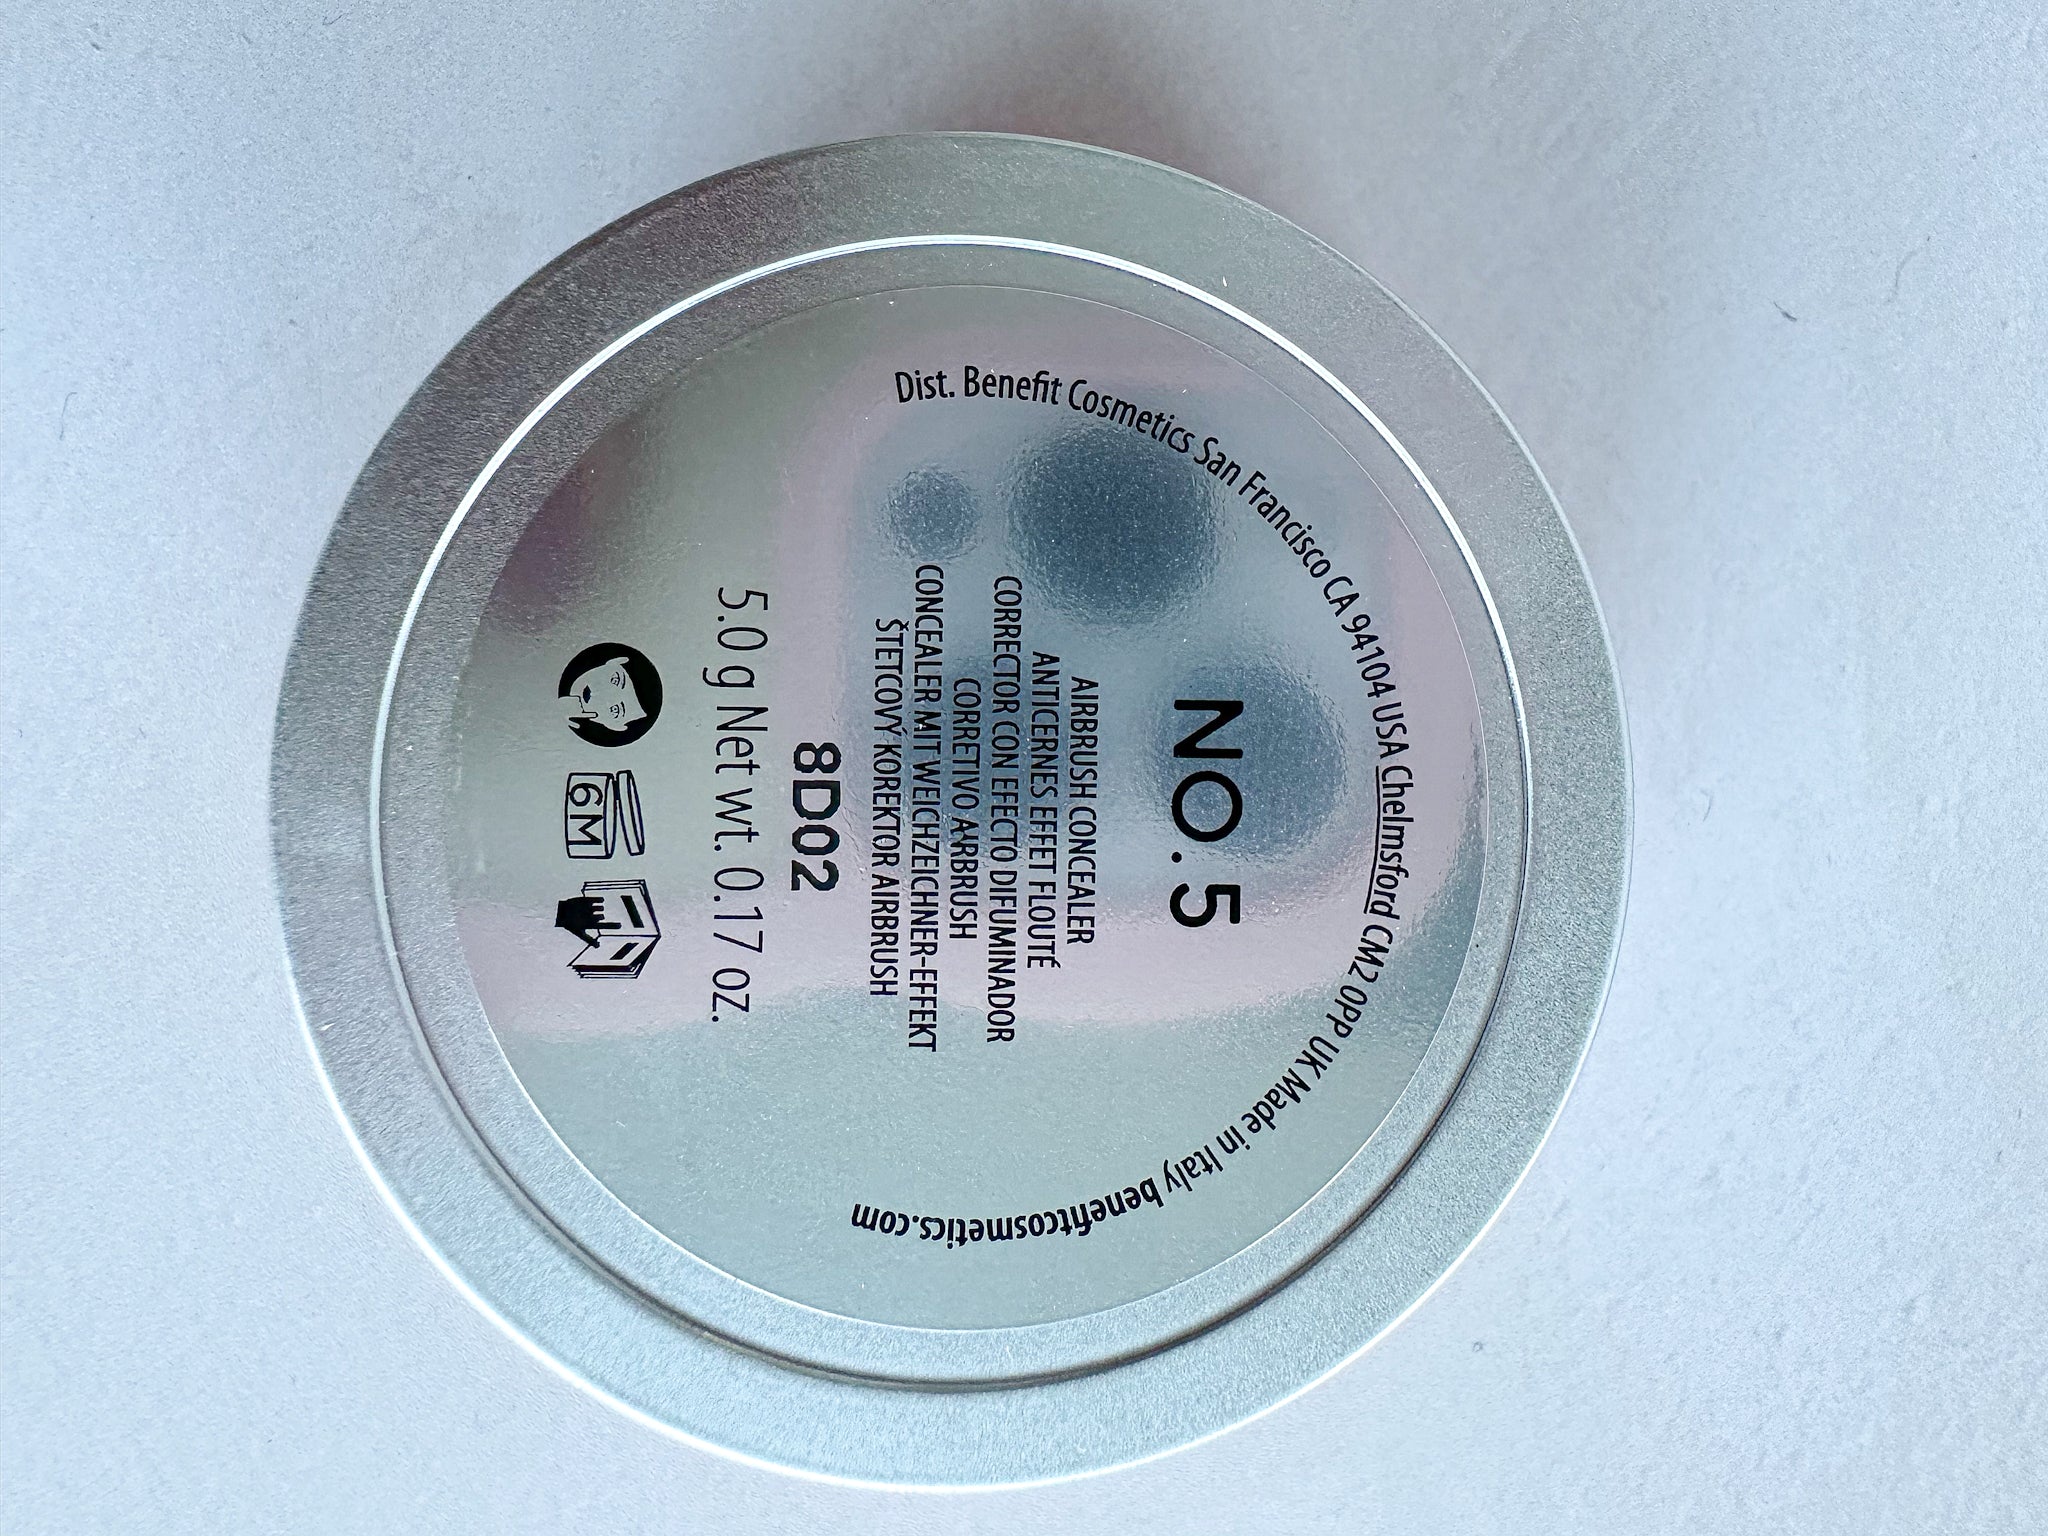 Dist. Benefit Cosmetics San Francisco CA 94104 USA Chelmsford CM2 0PP UK Made in Italy benefitcosmetics.com
NO. 5
AIRBRUSH CONCEALER
ANTICERNES EFFET FLOUTÉ
CORRECTOR CON EFECTO DIFUMINADOR
CORRETIVO AIRBRUSH
CONCEALER MIT WEICHZEICHNER-EFFEKT
ŠTETCOVÝ KOREKTOR AIRBRUSH
8D02
5.0 g Net wt. 0.17 oz.
6M